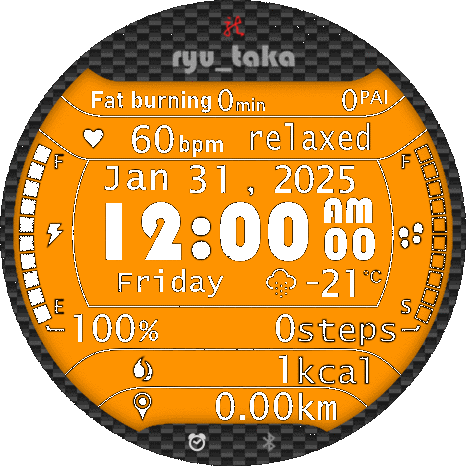 ryu_taka
Fat burning 0min 0PAI
60bpm relaxed
F F
Jan 31, 2025
12:00 AM 00
Friday -21°C
E S
100% 0steps
1kcal
0.00km